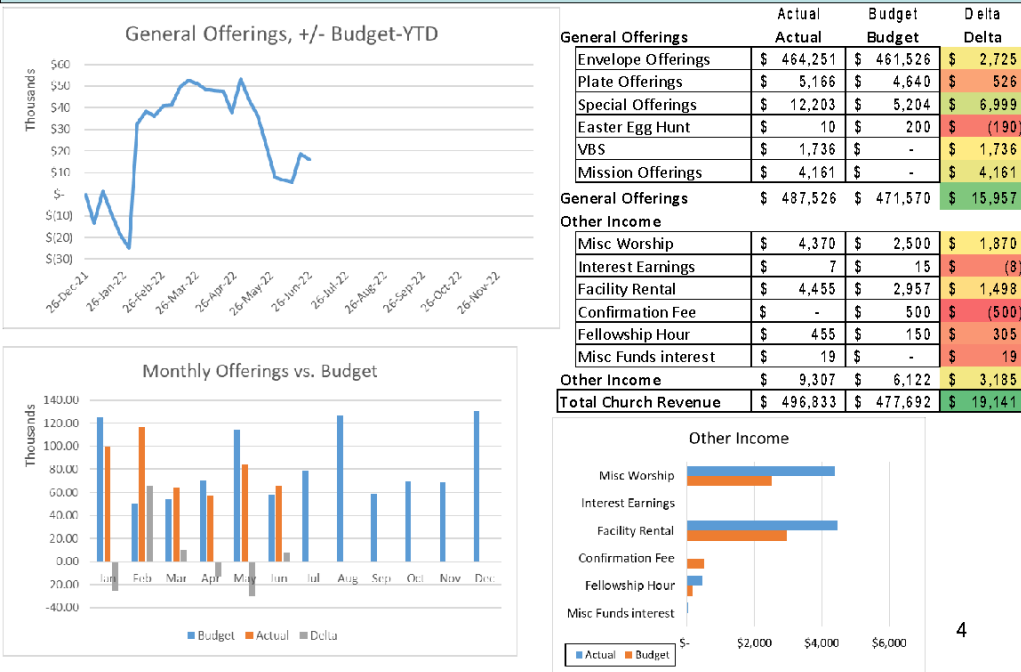 General Offerings, +/- Budget-YTD
Thousands
$60
$50
$40
$30
$20
$10
$-
$(10)
$(20)
$(30)
26-Dec-21
26-Jan-22
26-Feb-22
26-Mar-22
26-Apr-22
26-May-22
26-Jun-22
26-Jul-22
26-Aug-22
26-Sep-22
26-Oct-22
26-Nov-22
Actual Budget Delta
General Offerings Actual Budget Delta
Envelope Offerings $ 464,251 $ 461,526 $ 2,725
Plate Offerings $ 5,166 $ 4,640 $ 526
Special Offerings $ 12,203 $ 5,204 $ 6,999
Easter Egg Hunt $ 10 $ 200 $ (190)
VBS $ 1,736 $ - $ 1,736
Mission Offerings $ 4,161 $ - $ 4,161
General Offerings $ 487,526 $ 471,570 $ 15,957
Other Income
Misc Worship $ 4,370 $ 2,500 $ 1,870
Interest Earnings $ 7 $ 15 $ (8)
Facility Rental $ 4,455 $ 2,957 $ 1,498
Confirmation Fee $ - $ 500 $ (500)
Fellowship Hour $ 455 $ 150 $ 305
Misc Funds interest $ 19 $ - $ 19
Other Income $ 9,307 $ 6,122 $ 3,185
Total Church Revenue $ 496,833 $ 477,692 $ 19,141
Monthly Offerings vs. Budget
Thousands
140.00
120.00
100.00
80.00
60.00
40.00
20.00
0.00
20.00
-40.00
Jan Feb Mar Apr May Jun Jul Aug Sep Oct Nov Dec
Budget Actual Delta
Other Income
Misc Worship
Interest Earnings
Facility Rental
Confirmation Fee
Fellowship Hour
Misc Funds interest
$- $2,000 $4,000 $6,000
Actual Budget
4